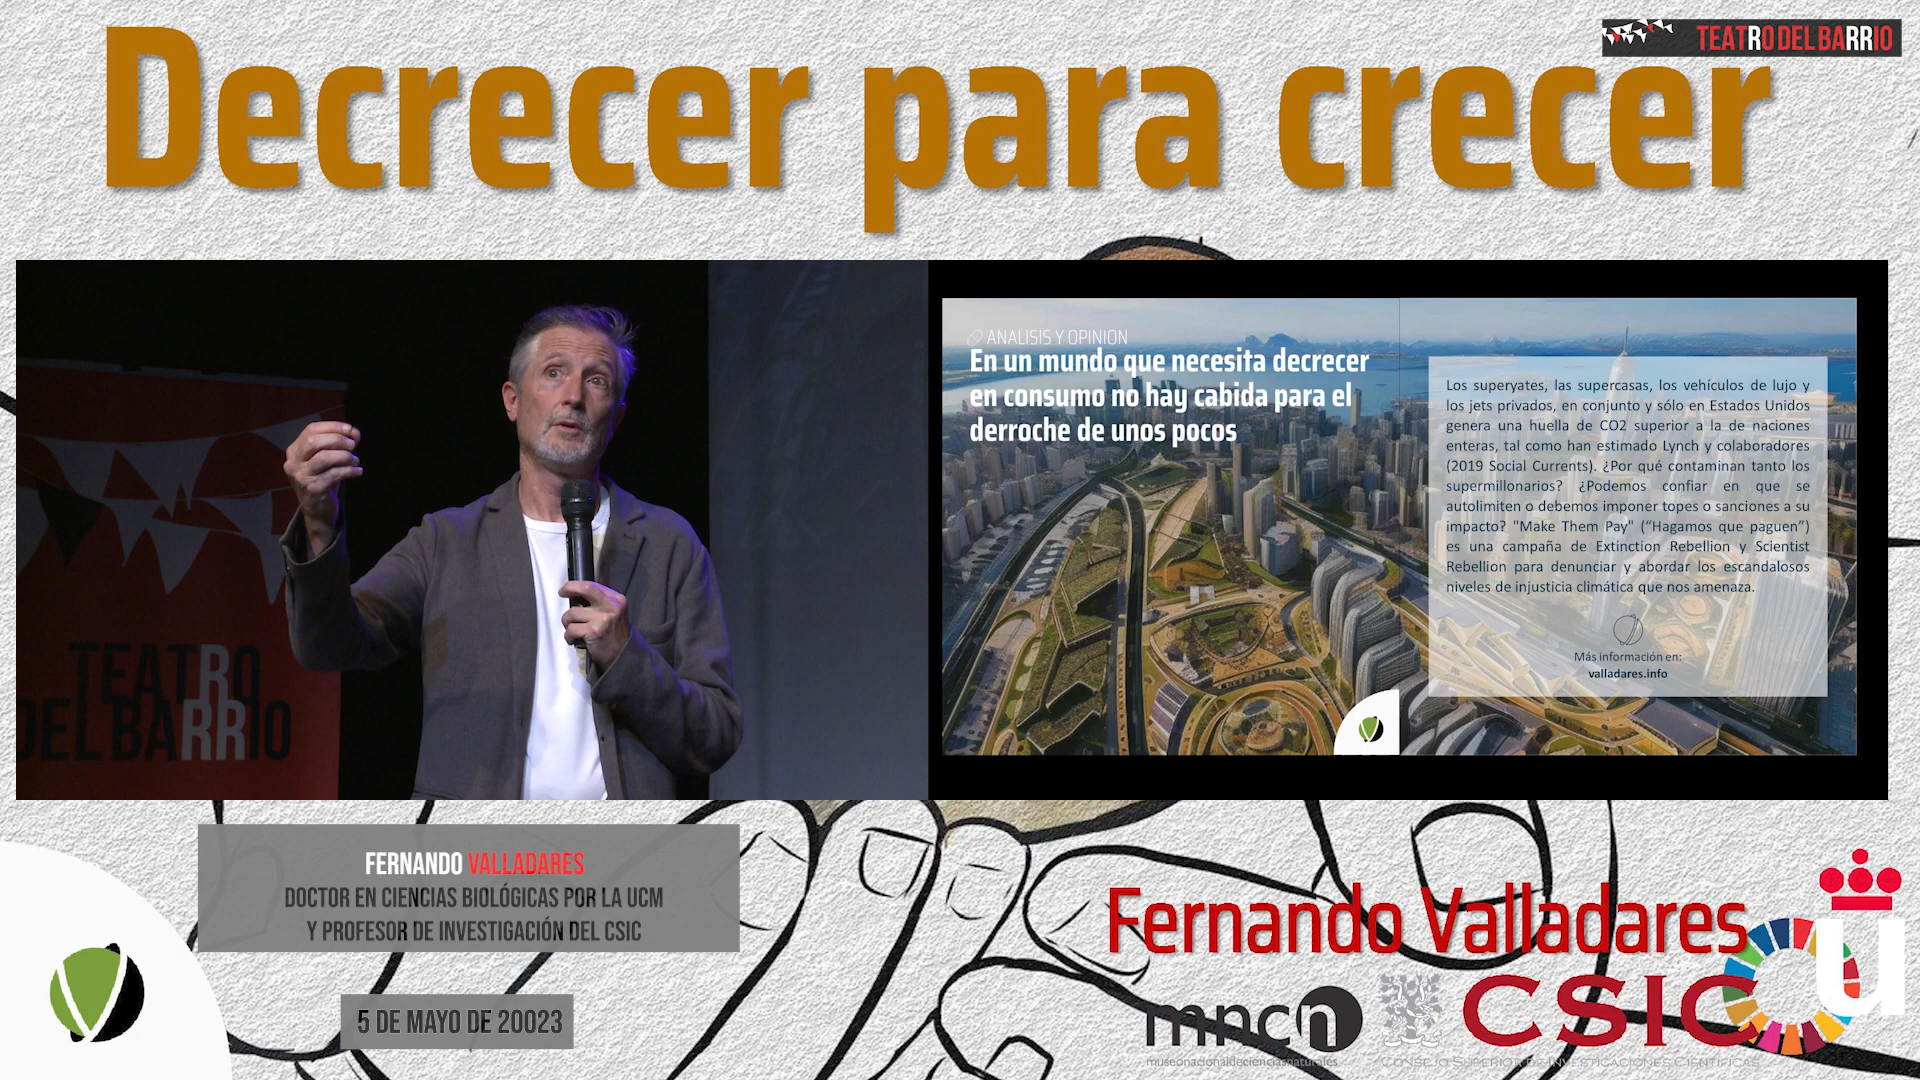 Decrecer para crecer
TEATRO DEL BARRIO
ANALISIS Y OPINION
En un mundo que necesita decrecer
en consumo no hay cabida para el
derroche de unos pocos
Los superyates, las supercasas, los vehículos de lujo y
los jets privados, en conjunto y sólo en Estados Unidos
genera una huella de CO2 superior a la de naciones
enteras, tal como han estimado Lynch y colaboradores
(2019 Social Currents). ¿Por qué contaminan tanto los
supermillonarios? ¿Podemos confiar en que se
autolimiten o debemos imponer topes o sanciones a su
impacto? "Make Them Pay" (“Hagamos que paguen”)
es una campaña de Extinction Rebellion y Scientist
Rebellion para denunciar y abordar los escandalosos
niveles de injusticia climática que nos amenaza.
Más información en:
valladares.info
TEATRO
DEL BARRIO
FERNANDO VALLADARES
DOCTOR EN CIENCIAS BIOLÓGICAS POR LA UCM
Y PROFESOR DE INVESTIGACIÓN DEL CSIC
5 DE MAYO DE 20023
Fernando Valladares
mncn
museonacionaldecienciasnaturales
CSIC
CONSEJO SUPERIOR DE INVESTIGACIONES CIENTÍFICAS
u